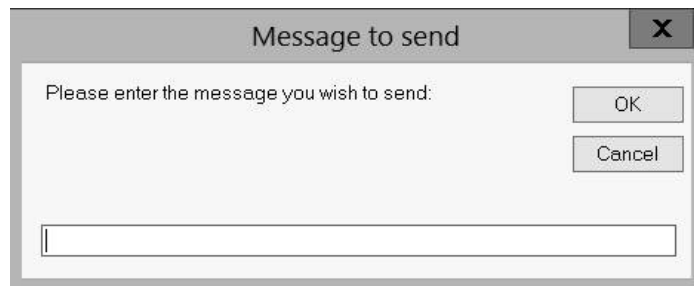 Message to send
X
Please enter the message you wish to send:
OK
Cancel